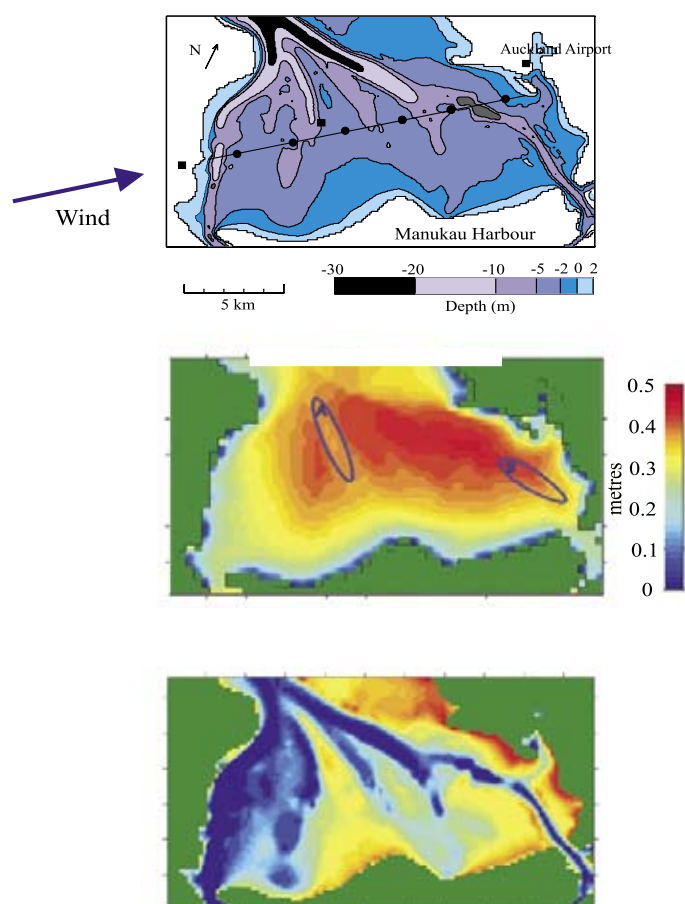 N
Auckland Airport
Wind
Manukau Harbour
-30 -20 -10 -5 -2 0 2
5 km
Depth (m)
0.5
0.4
0.3
0.2
0.1
0
metres
A
B